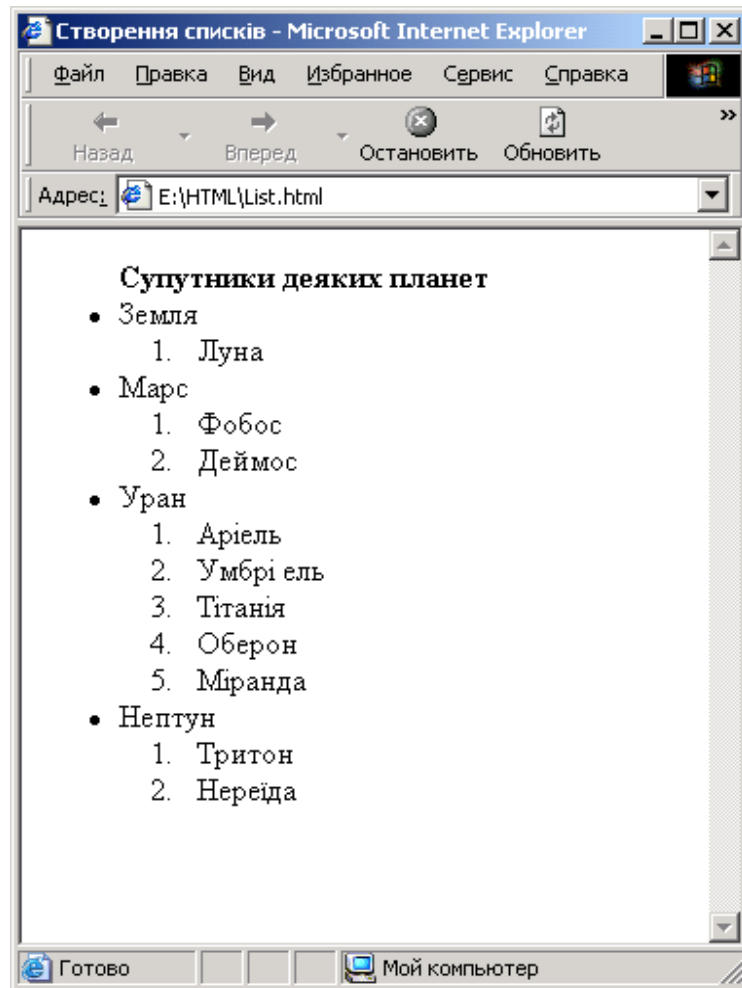 Створення списків - Microsoft Internet Explorer
Файл Правка Вид Избранное Сервис Справка
Назад Вперед Остановить Обновить »
Адрес: E:\HTML\List.html
Супутники деяких планет
• Земля
1. Луна
• Марс
1. Фобос
2. Деймос
• Уран
1. Аріель
2. Умбрі ель
3. Тітанія
4. Оберон
5. Міранда
• Нептун
1. Тритон
2. Нереїда
Готово Мой компьютер